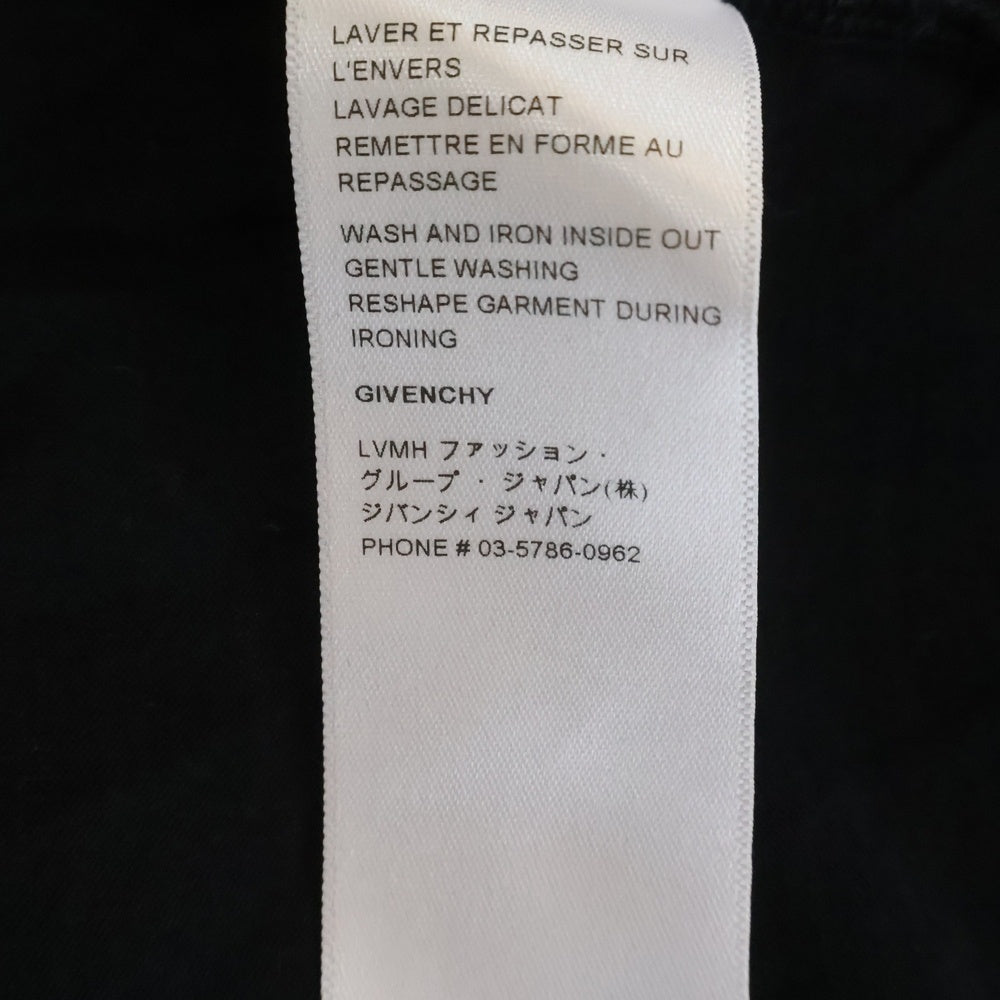 LAVER ET REPASSER SUR
L'ENVERS
LAVAGE DELICAT
REMETTRE EN FORME AU
REPASSAGE
WASH AND IRON INSIDE OUT
GENTLE WASHING
RESHAPE GARMENT DURING
IRONING
GIVENCHY
LVMH ファッション・
グループ・ジャパン(株)
ジバンシィ ジャパン
PHONE # 03-5786-0962